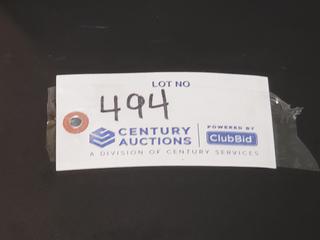 LOT NO
494
CENTURY AUCTIONS
POWERED BY
ClubBid
A DIVISION OF CENTURY SERVICES